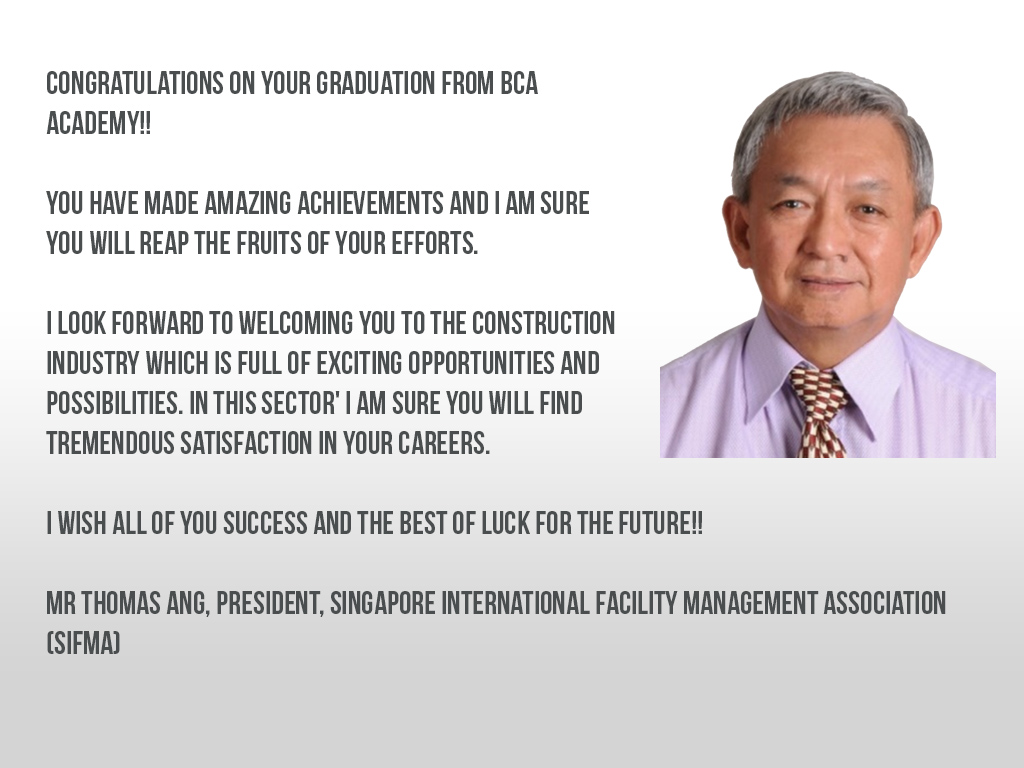 CONGRATULATIONS ON YOUR GRADUATION FROM BCA
ACADEMY!!
YOU HAVE MADE AMAZING ACHIEVEMENTS AND I AM SURE
YOU WILL REAP THE FRUITS OF YOUR EFFORTS.
I LOOK FORWARD TO WELCOMING YOU TO THE CONSTRUCTION
INDUSTRY WHICH IS FULL OF EXCITING OPPORTUNITIES AND
POSSIBILITIES. IN THIS SECTOR' I AM SURE YOU WILL FIND
TREMENDOUS SATISFACTION IN YOUR CAREERS.
I WISH ALL OF YOU SUCCESS AND THE BEST OF LUCK FOR THE FUTURE!!
MR THOMAS ANG, PRESIDENT, SINGAPORE INTERNATIONAL FACILITY MANAGEMENT ASSOCIATION
(SIFMA)